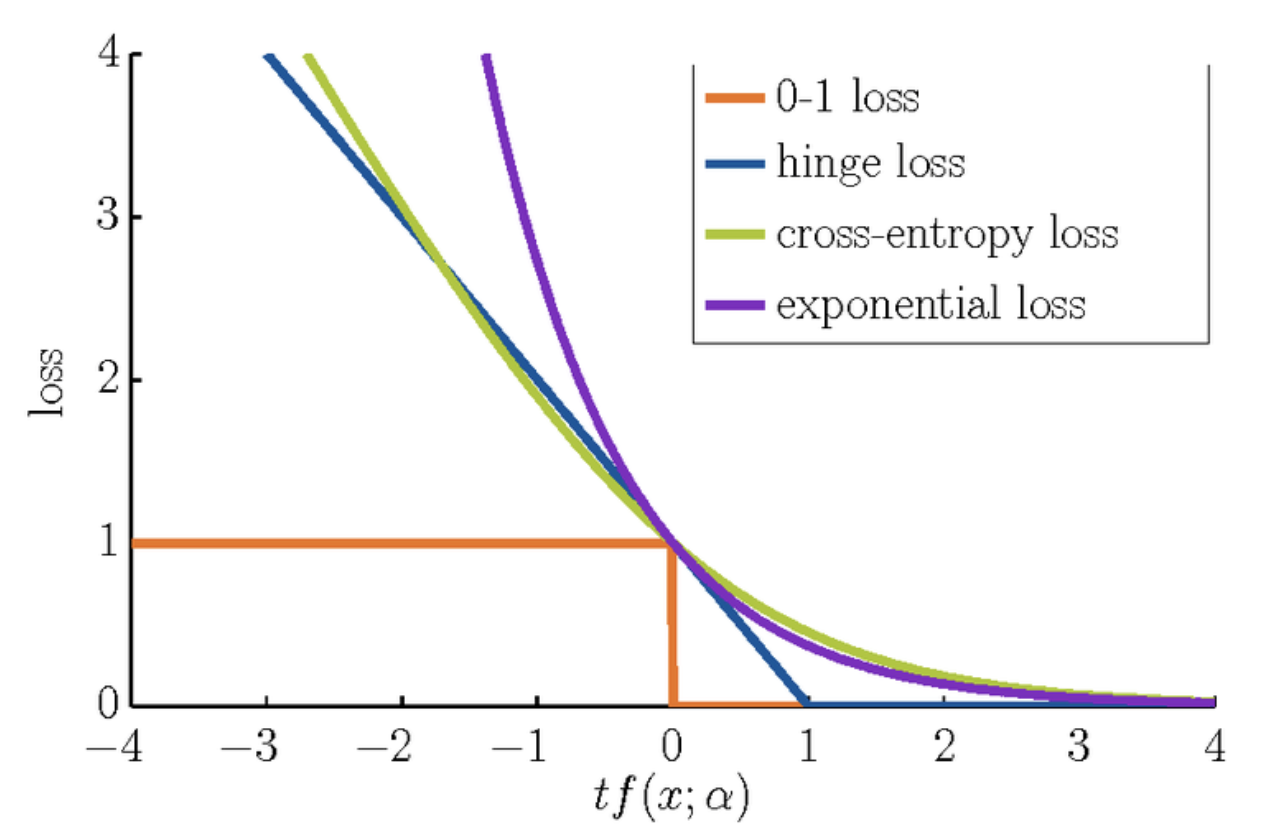 4
3
2
1
0
loss
0-1 loss
hinge loss
cross-entropy loss
exponential loss
−4 −3 −2 −1 0 1 2 3 4
tf(x; α)